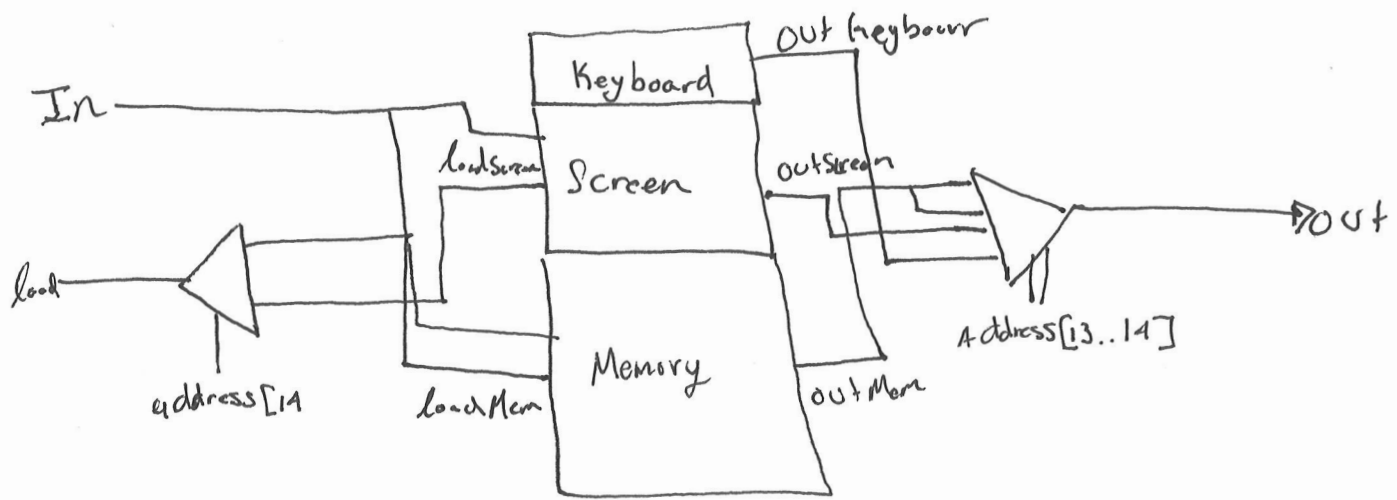 OUT keybourr
Keyboard
In
loadScreen
OutScreen
Screen
OUT
load
Address[13..14]
Memory
address[14
loadMem
OutMem